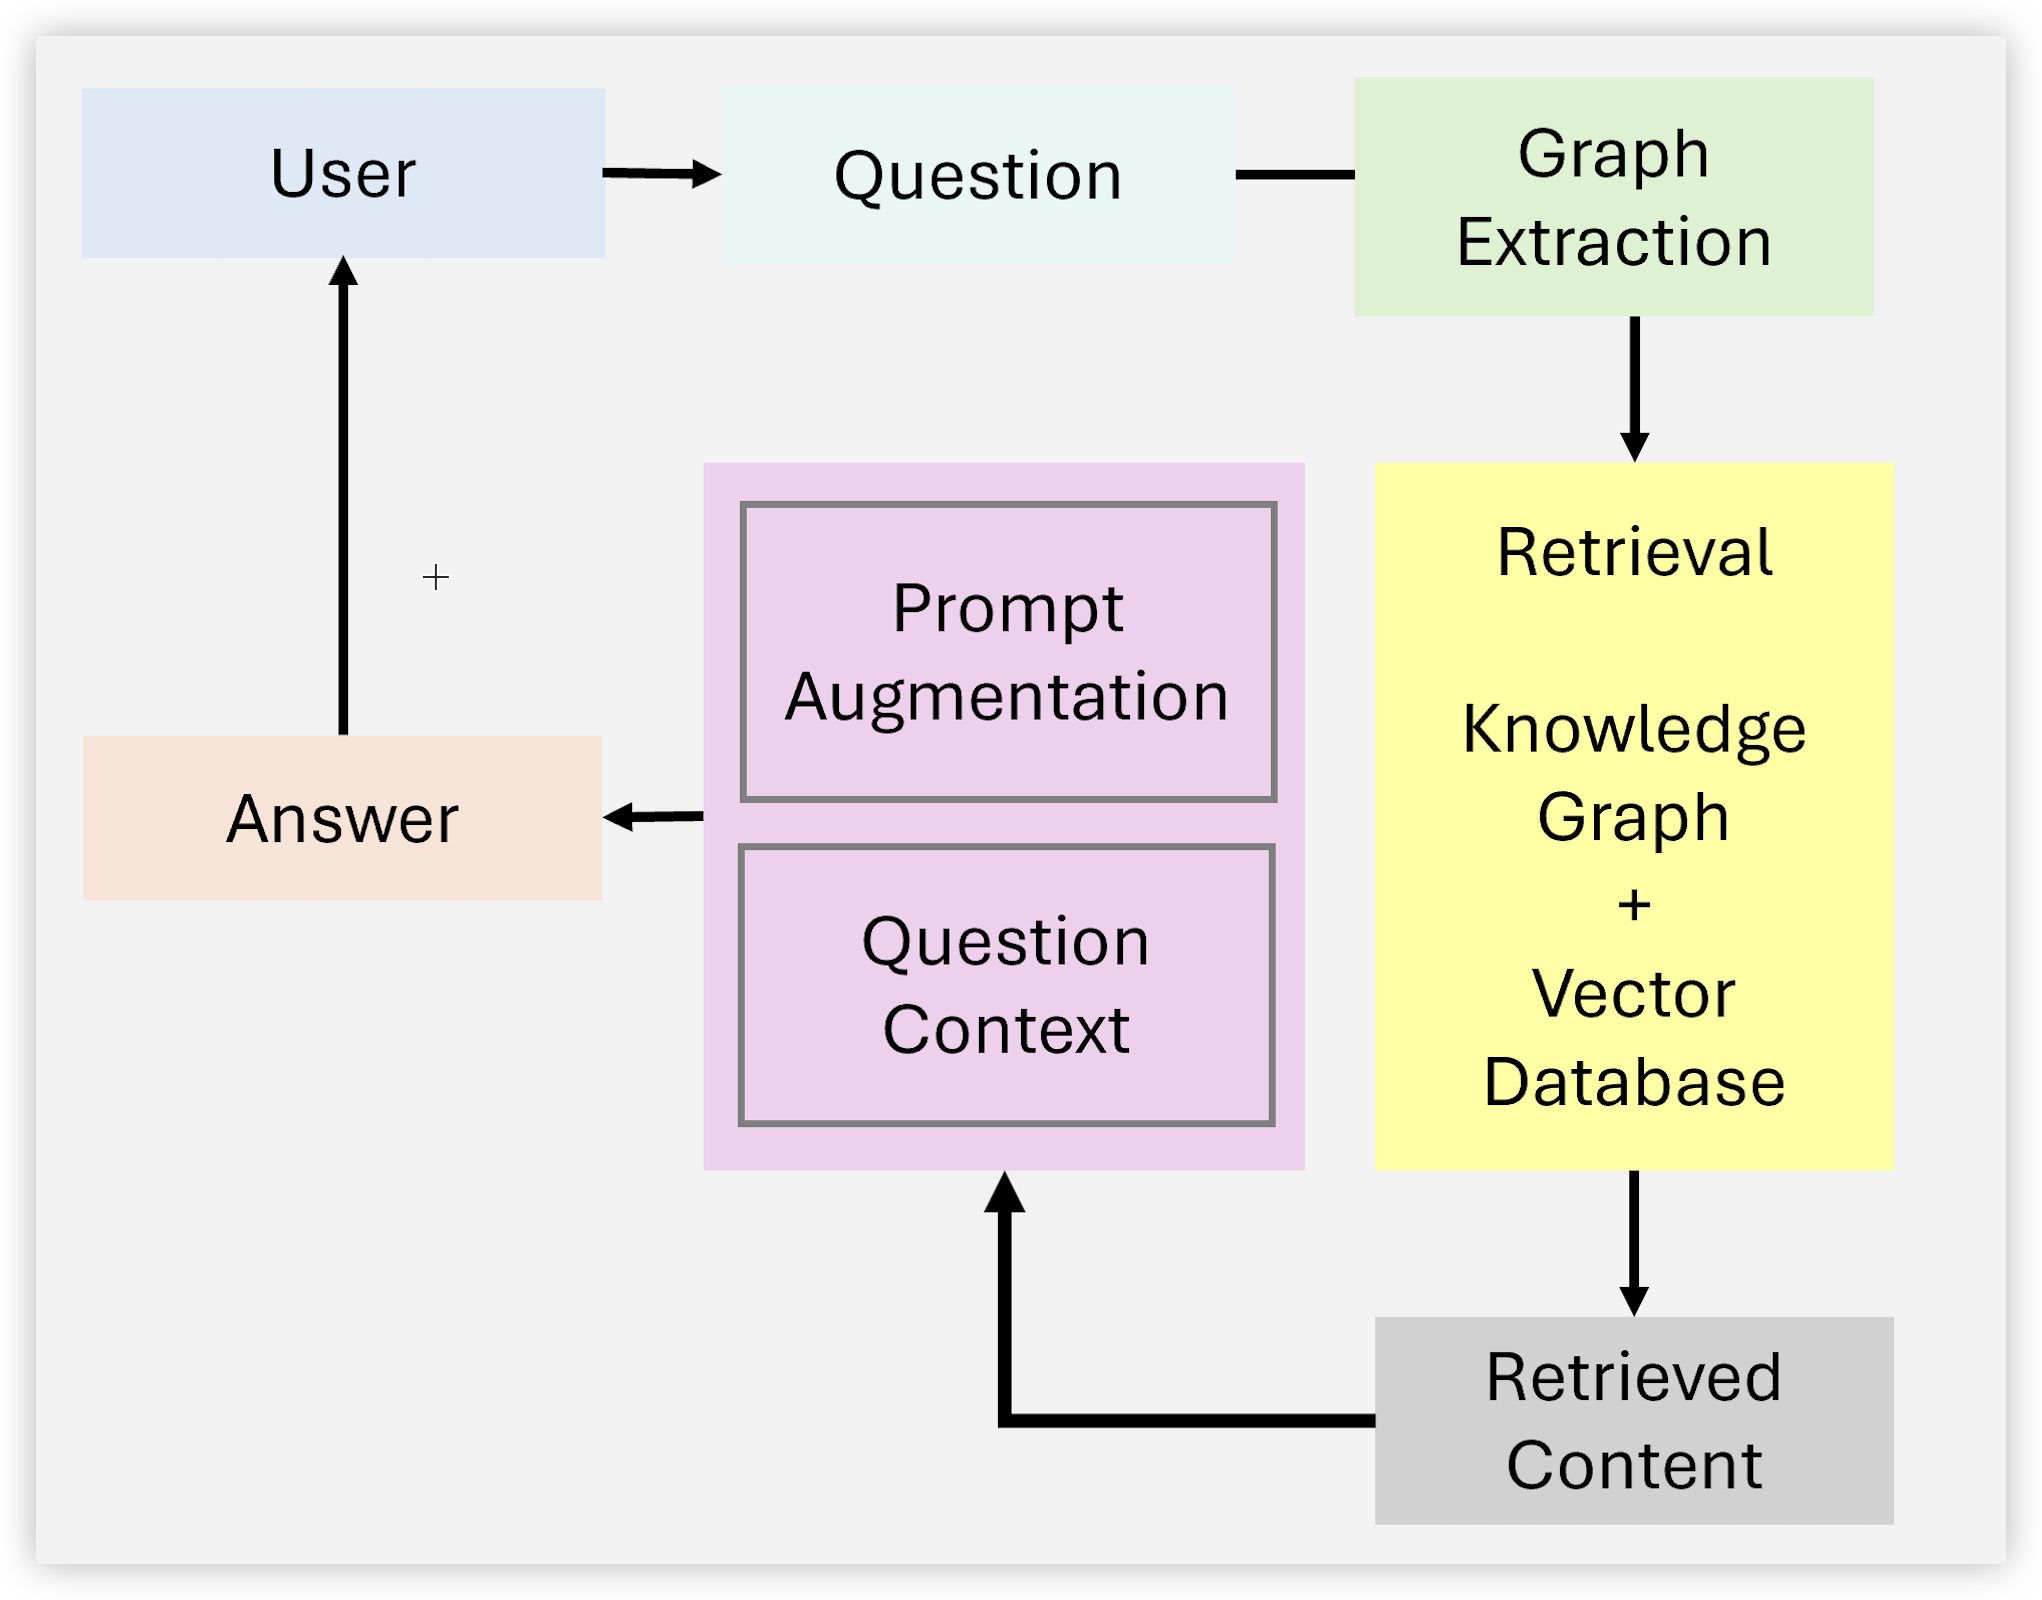 User
Question
Graph
Extraction
Retrieval
Knowledge
Graph
+
Vector
Database
Retrieved
Content
Prompt
Augmentation
Question
Context
Answer